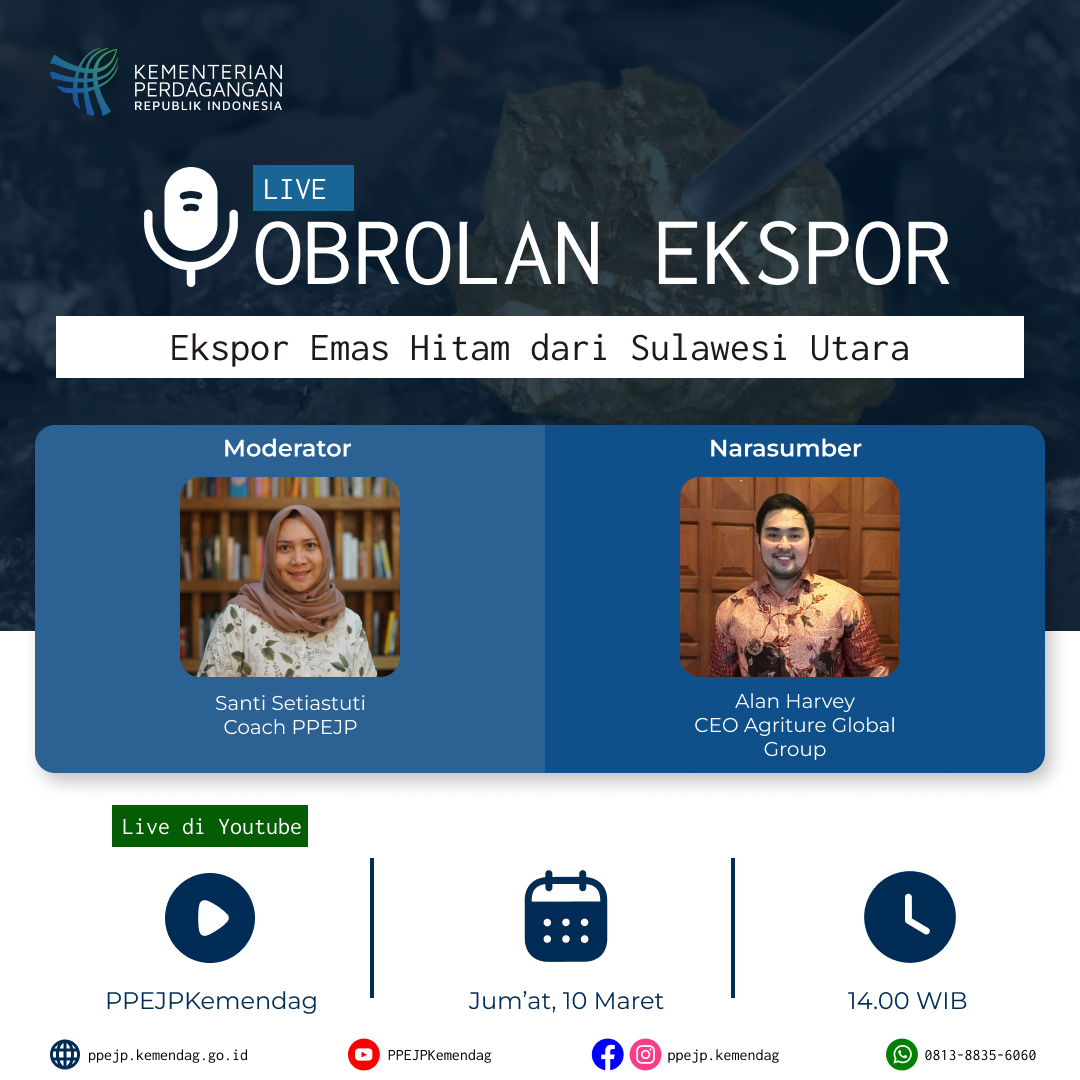 KEMENTERIAN
PERDAGANGAN
REPUBLIK INDONESIA
LIVE
OBROLAN EKSPOR
Ekspor Emas Hitam dari Sulawesi Utara
Moderator
Santi Setiastuti
Coach PPEJP
Narasumber
Alan Harvey
CEO Agriture Global
Group
Live di Youtube
PPEJPKemendag
Jum’at, 10 Maret
14.00 WIB
ppejp.kemendag.go.id
PPEJPKemendag
ppejp.kemendag
0813-8835-6060